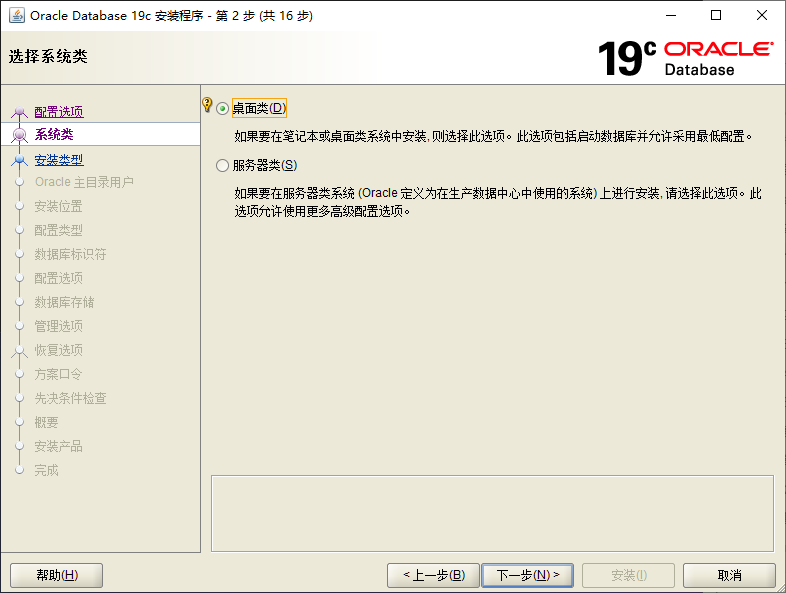 Oracle Database 19c 安装程序 - 第 2 步 (共 16 步)
选择系统类
19c ORACLE
Database
配置选项
系统类
安装类型
Oracle 主目录用户
安装位置
配置类型
数据库标识符
配置选项
数据库存储
管理选项
恢复选项
方案口令
先决条件检查
概要
安装产品
完成
桌面类(D)
如果要在笔记本或桌面类系统中安装, 则选择此选项。此选项包括启动数据库并允许采用最低配置。
服务器类(S)
如果要在服务器类系统 (Oracle 定义为在生产数据中心中使用的系统) 上进行安装, 请选择此选项。此
选项允许使用更多高级配置选项。
帮助(H)
< 上一步(B)
下一步(N) >
安装(I)
取消